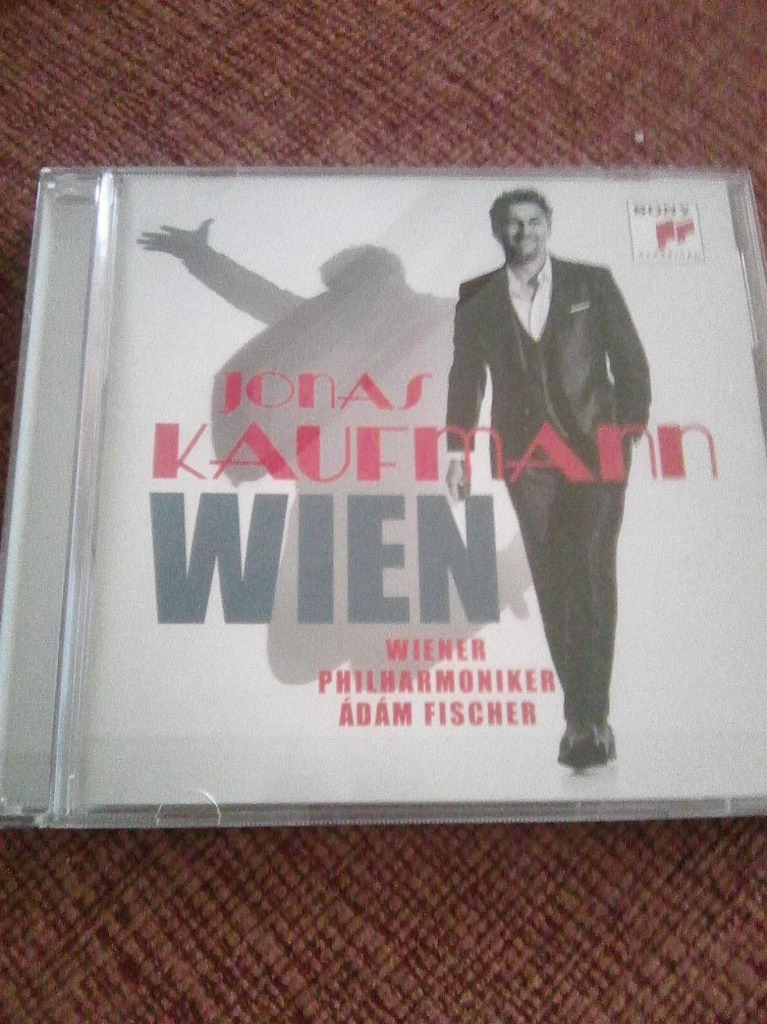 SONY
JONAS
KAUFMANN
WIEN
WIENER
PHILHARMONIKER
ÁDÁM FISCHER